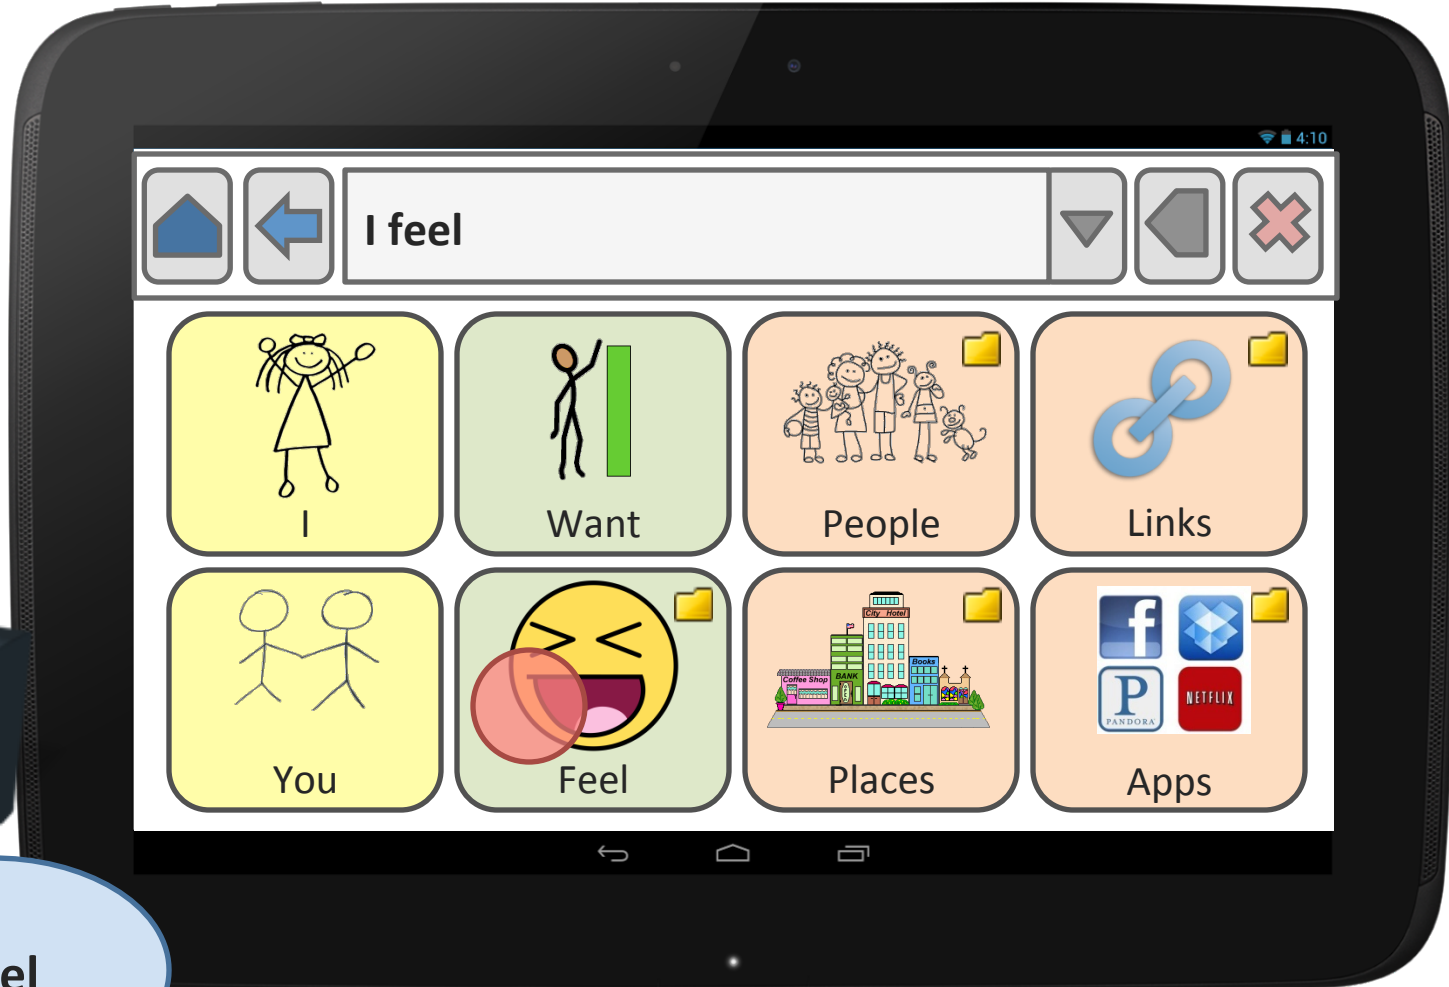 4:10
I feel
I
Want
People
Links
You
Feel
Places
Apps
City Hotel
Books
BANK
Coffee Shop
f
P
PANDORA
NETFLIX
el